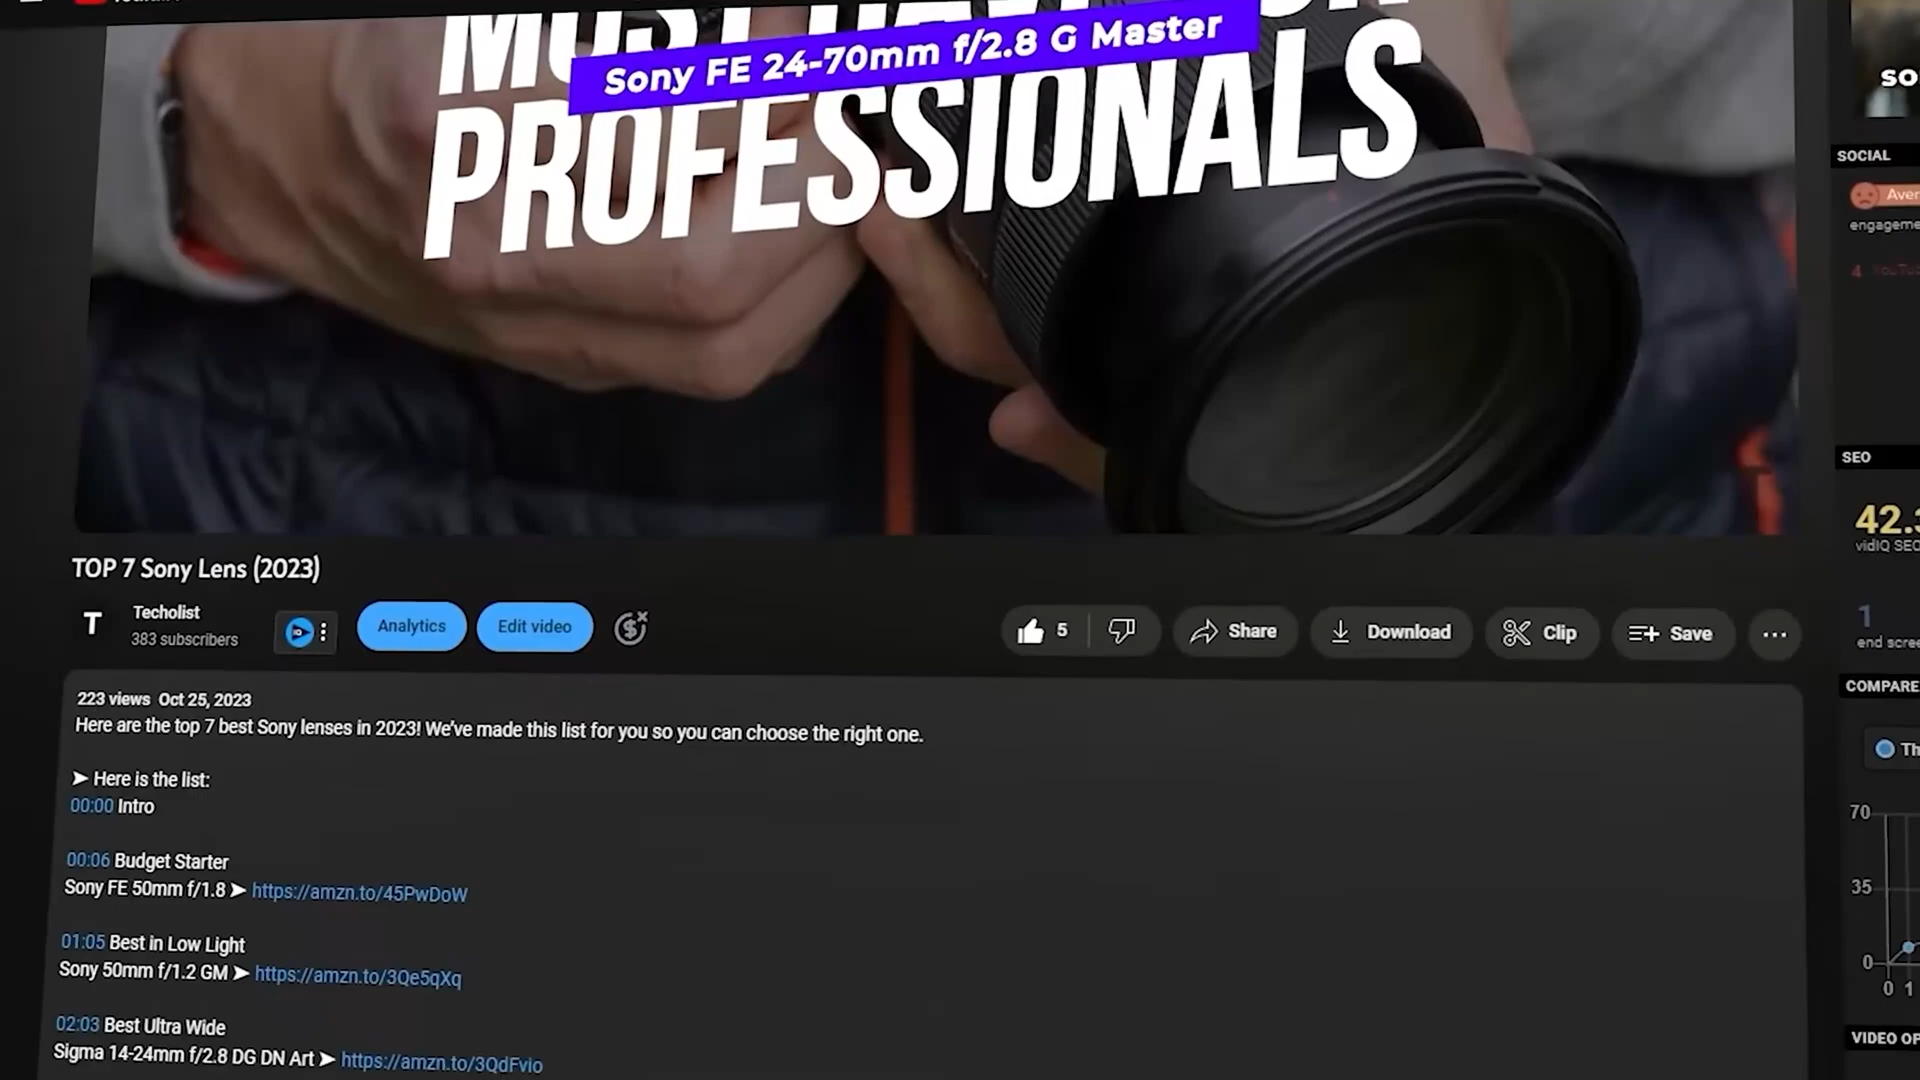 Sony FE 24-70mm f/2.8 G Master
PROFESSIONALS
SO
SOCIAL
engageme
SEO
42.3
vidIQ SEO
1
end scree
COMPARE
Th
70
35
0
0 1
VIDEO OP
TOP 7 Sony Lens (2023)
T
Techolist
383 subscribers
Analytics
Edit video
5
Share
Download
Clip
Save
223 views Oct 25, 2023
Here are the top 7 best Sony lenses in 2023! We've made this list for you so you can choose the right one.
➤ Here is the list:
00:00 Intro
00:06 Budget Starter
Sony FE 50mm f/1.8 ➤ https://amzn.to/45PwDoW
01:05 Best in Low Light
Sony 50mm f/1.2 GM ➤ https://amzn.to/3Qe5qXq
02:03 Best Ultra Wide
Sigma 14-24mm f/2.8 DG DN Art ➤ https://amzn.to/3QdFvio